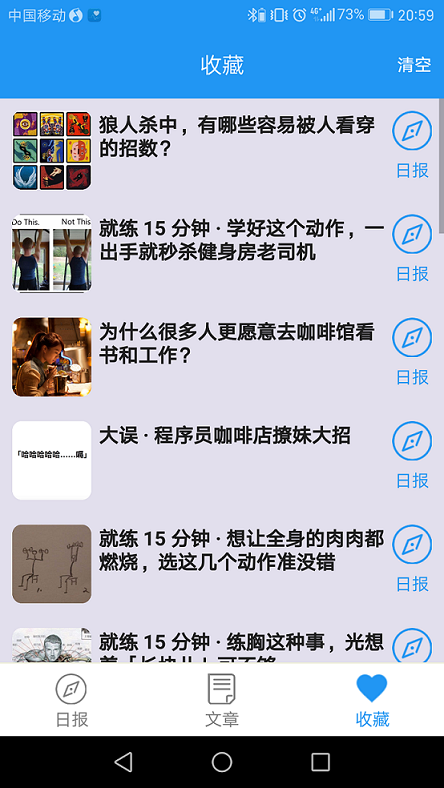 中国移动
4G
73%
20:59
收藏
清空
狼人杀中，有哪些容易被人看穿
的招数？
日报
Do This.
Not This
就练 15 分钟 · 学好这个动作，一
出手就秒杀健身房老司机
日报
为什么很多人更愿意去咖啡馆看
书和工作？
日报
「哈哈哈哈哈……嗝」
大误 · 程序员咖啡店撩妹大招
日报
就练 15 分钟 · 想让全身的肉肉都
燃烧，选这几个动作准没错
日报
就练 15 分钟 · 练胸这种事，光想
日报
文章
收藏